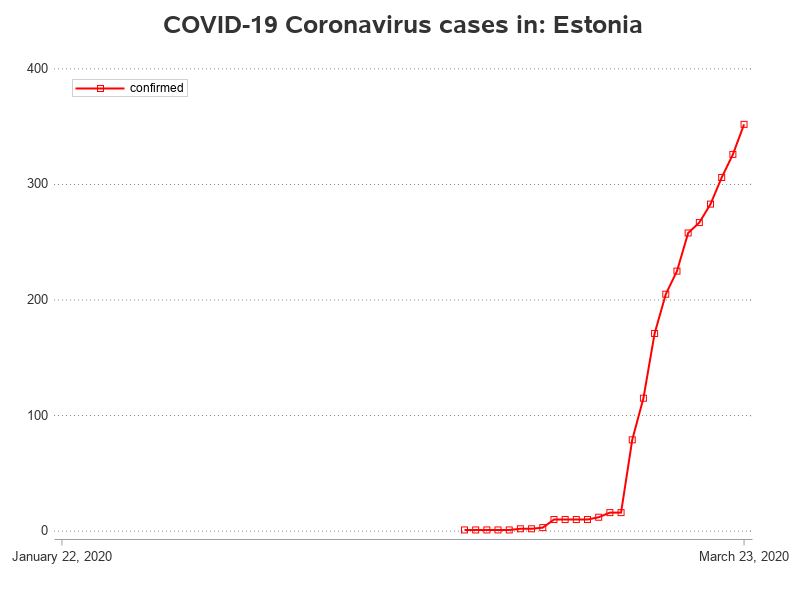 COVID-19 Coronavirus cases in: Estonia
400
confirmed
300
200
100
0
January 22, 2020
March 23, 2020